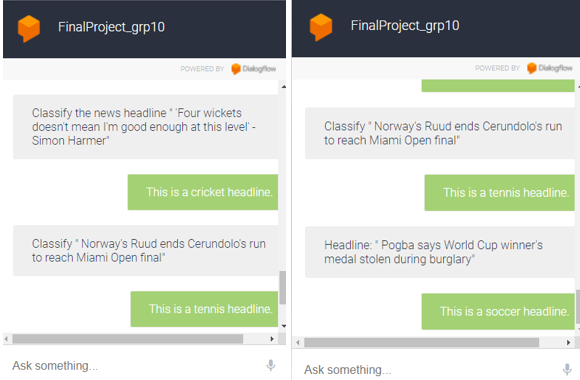 FinalProject_grp10
POWERED BY Dialogflow
Classify the news headline " 'Four wickets
doesn't mean I'm good enough at this level' -
Simon Harmer"
This is a cricket headline.
Classify " Norway's Ruud ends Cerundolo's run
to reach Miami Open final"
This is a tennis headline.
Ask something...
FinalProject_grp10
POWERED BY Dialogflow
Classify " Norway's Ruud ends Cerundolo's run
to reach Miami Open final"
This is a tennis headline.
Headline: " Pogba says World Cup winner's
medal stolen during burglary"
This is a soccer headline.
Ask something...